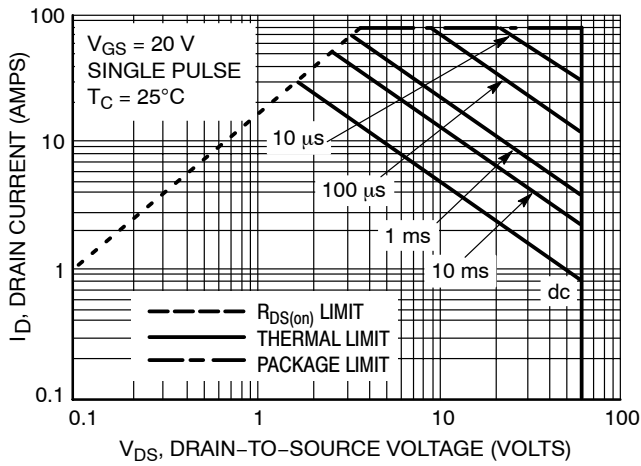 100
V_GS = 20 V
SINGLE PULSE
T_C = 25°C
10
1
0.1
I_D, DRAIN CURRENT (AMPS)
10 µs
100 µs
1 ms
10 ms
dc
R_DS(on) LIMIT
THERMAL LIMIT
PACKAGE LIMIT
0.1
1
10
100
V_DS, DRAIN−TO−SOURCE VOLTAGE (VOLTS)